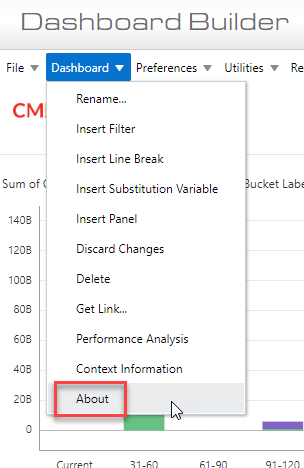 Dashboard Builder
File Dashboard Preferences Utilities Re
CM
Rename...
Insert Filter
Insert Line Break
Sum of C Bucket Labe
Insert Substitution Variable
140B
Insert Panel
120B
Discard Changes
100B
Delete
80B
Get Link...
60B
Performance Analysis
40B
Context Information
20B
About
0
Current 31-60 61-90 91-120